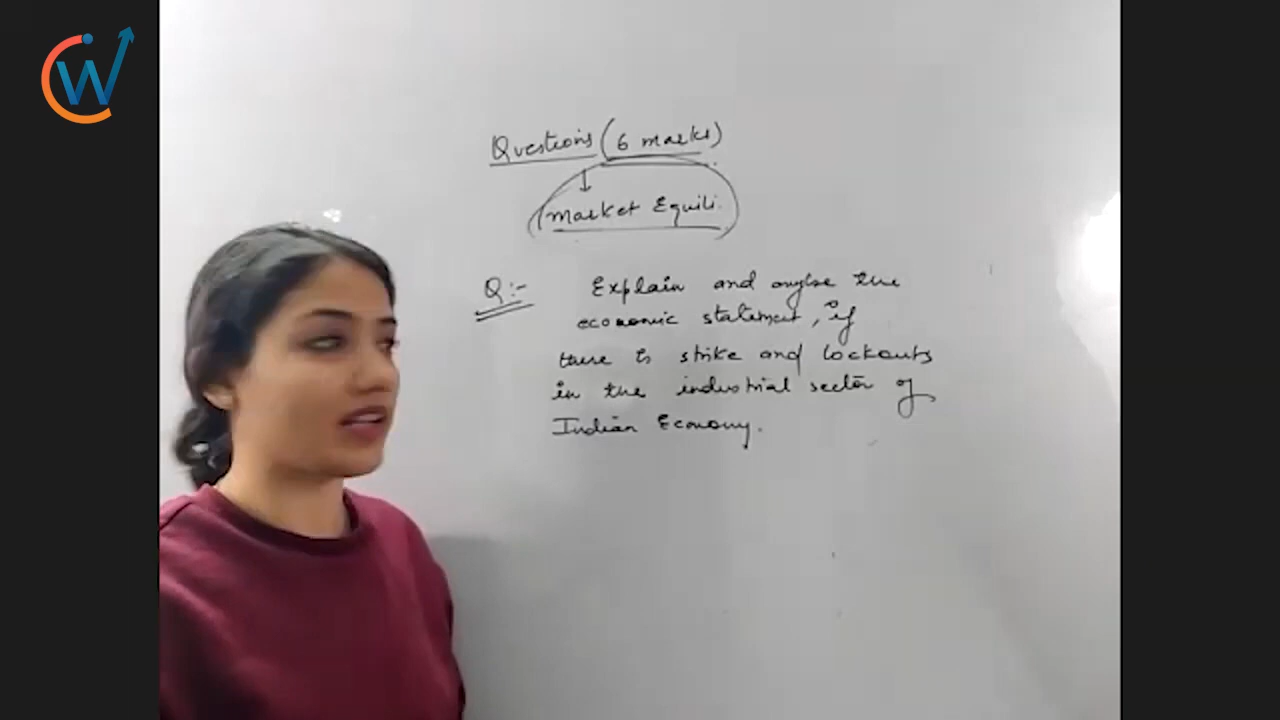 Questions (6 marks)
Market Equili.
Q:- Explain and anylse the
economic statement, if
there is strike and lockouts
in the industrial sector of
Indian Economy.
CW